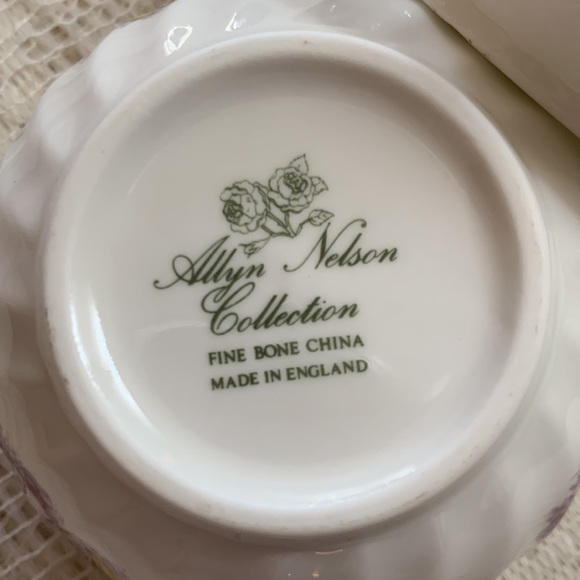 Allyn Nelson
Collection
FINE BONE CHINA
MADE IN ENGLAND